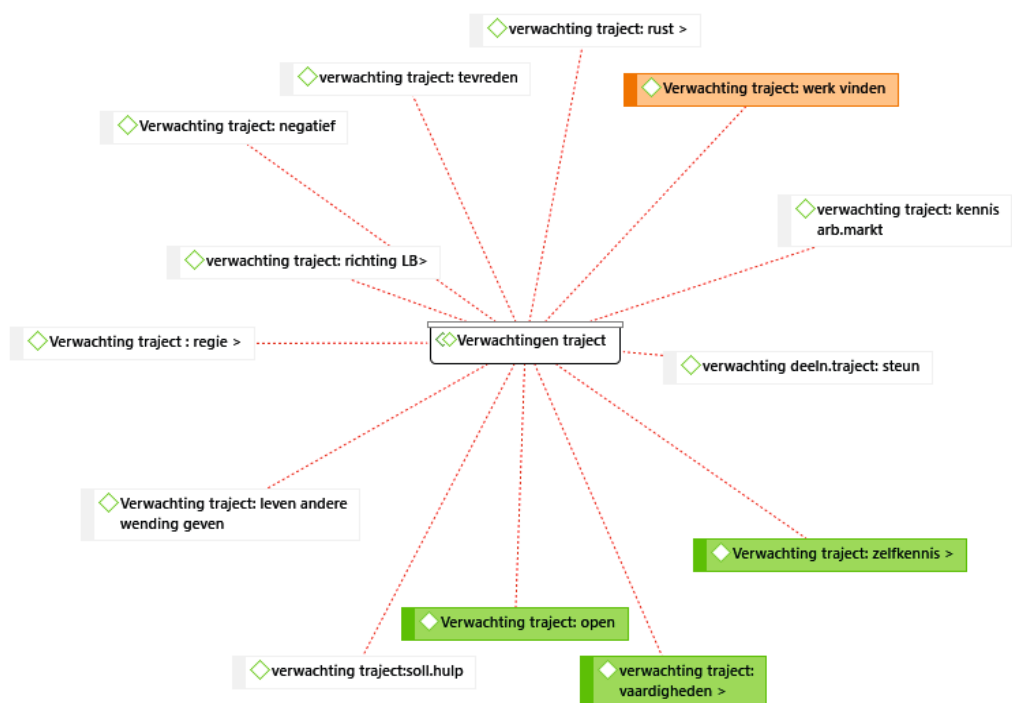 verwachting traject: rust >
verwachting traject: tevreden
Verwachting traject: werk vinden
Verwachting traject: negatief
verwachting traject: kennis
arb.markt
verwachting traject: richting LB>
Verwachting traject : regie >
Verwachtingen traject
verwachting deeln.traject: steun
Verwachting traject: leven andere
wending geven
Verwachting traject: zelfkennis >
Verwachting traject: open
verwachting traject:soll.hulp
verwachting traject:
vaardigheden >